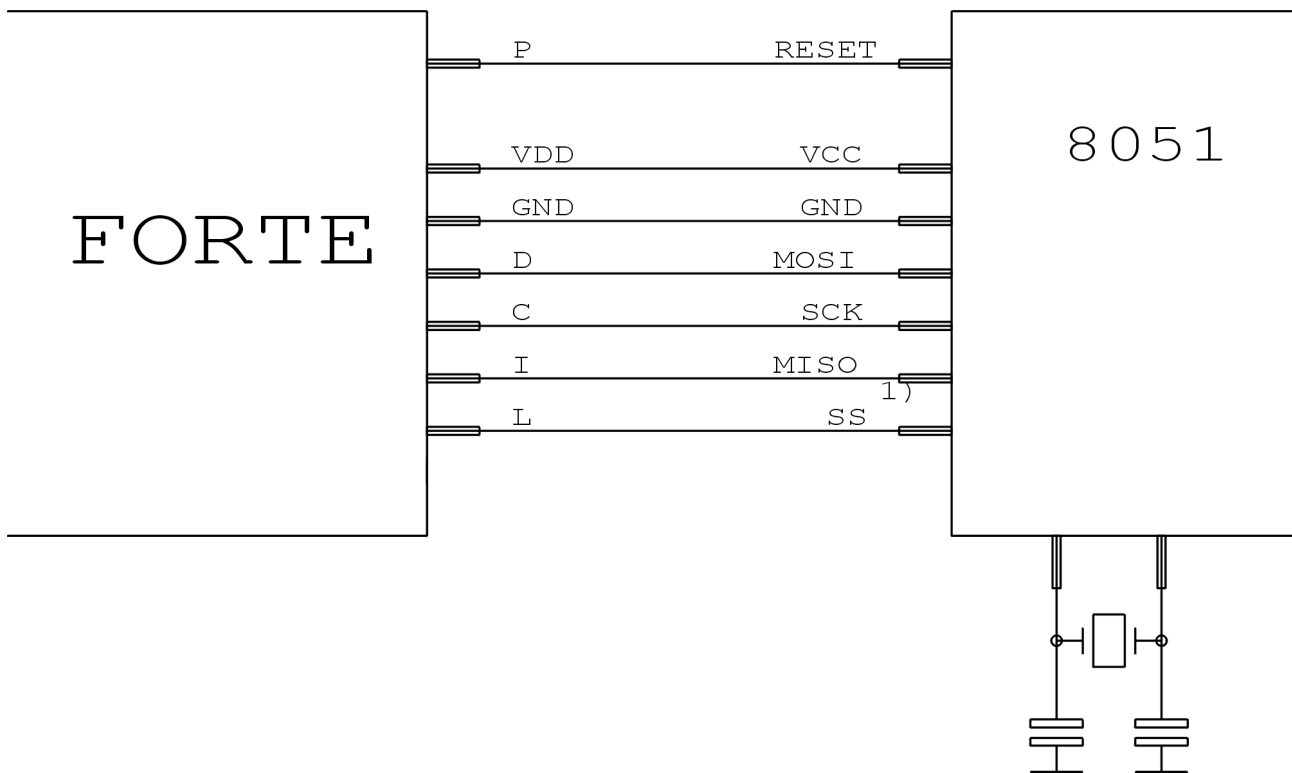 P RESET
8051
VDD VCC
GND GND
FORTE
D MOSI
C SCK
I MISO
1)
L SS